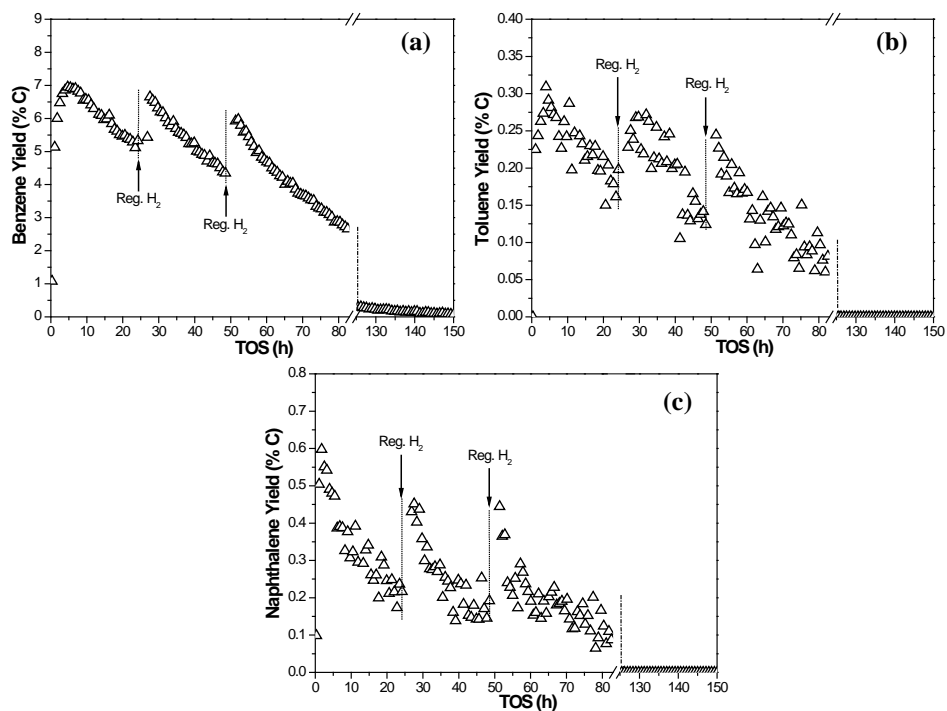 (a)
Benzene Yield (% C)
9
8
7
6
5
4
3
2
1
0
Reg. H2
Reg. H2
0 10 20 30 40 50 60 70 80 130 140 150
TOS (h)
(b)
Toluene Yield (% C)
0.40
0.35
0.30
0.25
0.20
0.15
0.10
0.05
0.00
Reg. H2
Reg. H2
0 10 20 30 40 50 60 70 80 130 140 150
TOS (h)
(c)
Naphthalene Yield (% C)
0.8
0.7
0.6
0.5
0.4
0.3
0.2
0.1
0.0
Reg. H2
Reg. H2
0 10 20 30 40 50 60 70 80 130 140 150
TOS (h)